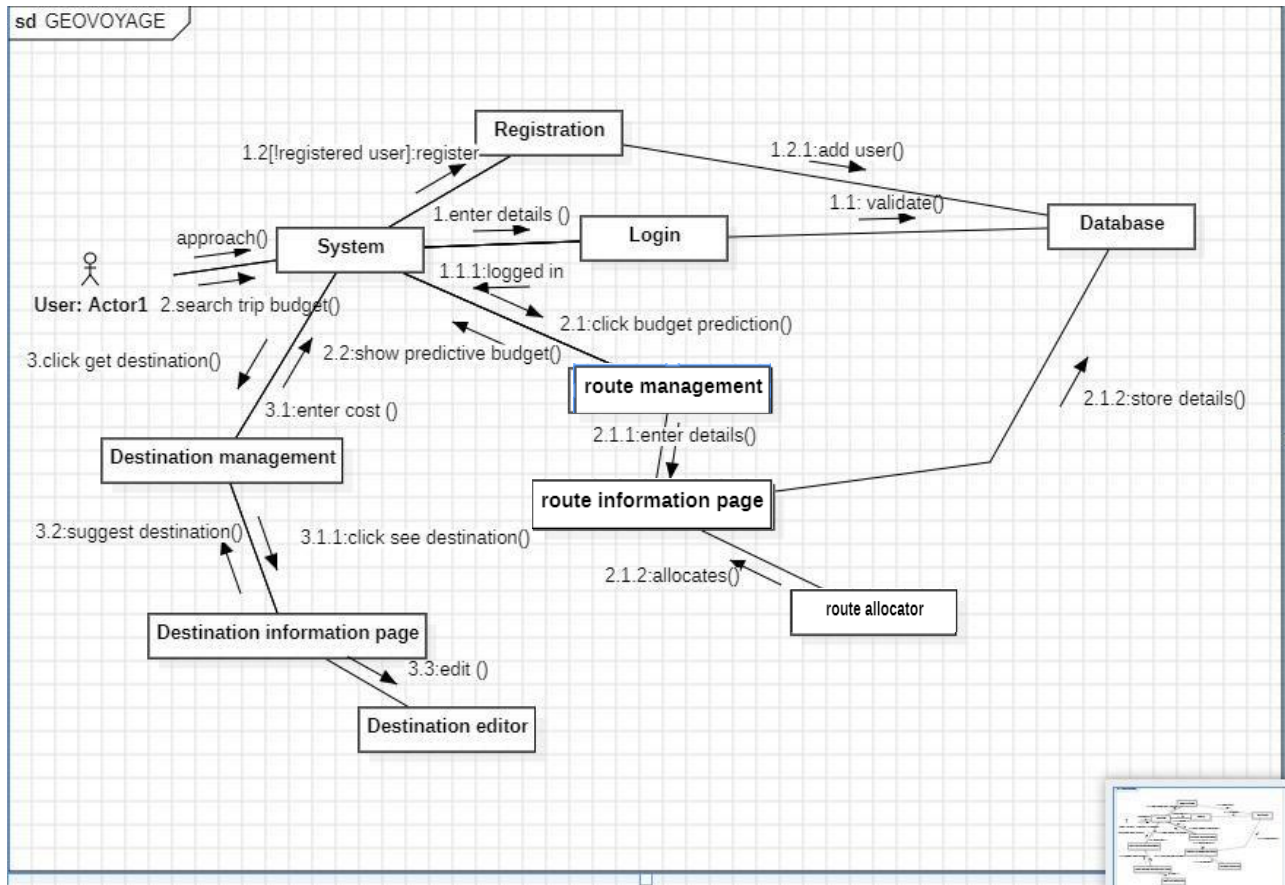 sd GEOVOYAGE
Registration
1.2[!registered user]:register
1.2.1:add user()
1.1: validate()
1.enter details ()
Login
Database
approach()
System
1.1.1:logged in
User: Actor1
2.search trip budget()
2.1:click budget prediction()
3.click get destination()
2.2:show predictive budget()
route management
3.1:enter cost ()
2.1.2:store details()
2.1.1:enter details()
Destination management
route information page
3.2:suggest destination()
3.1.1:click see destination()
2.1.2:allocates()
route allocator
Destination information page
3.3:edit ()
Destination editor